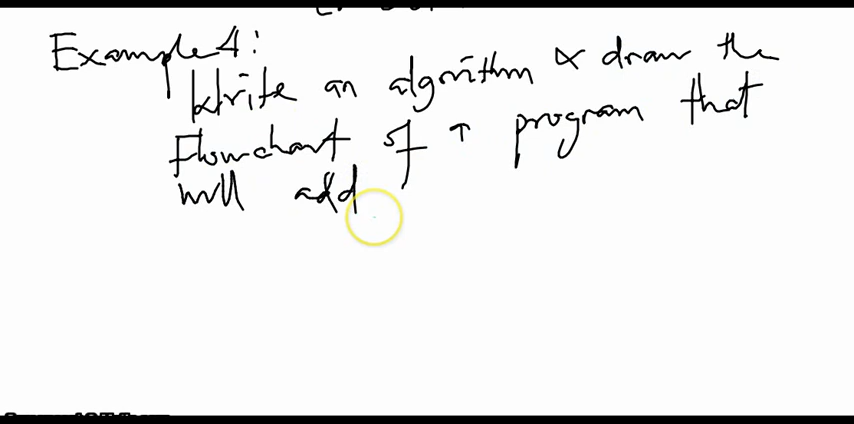 Example 4:
Write an algorithm & draw the
flowchart of program that
will add